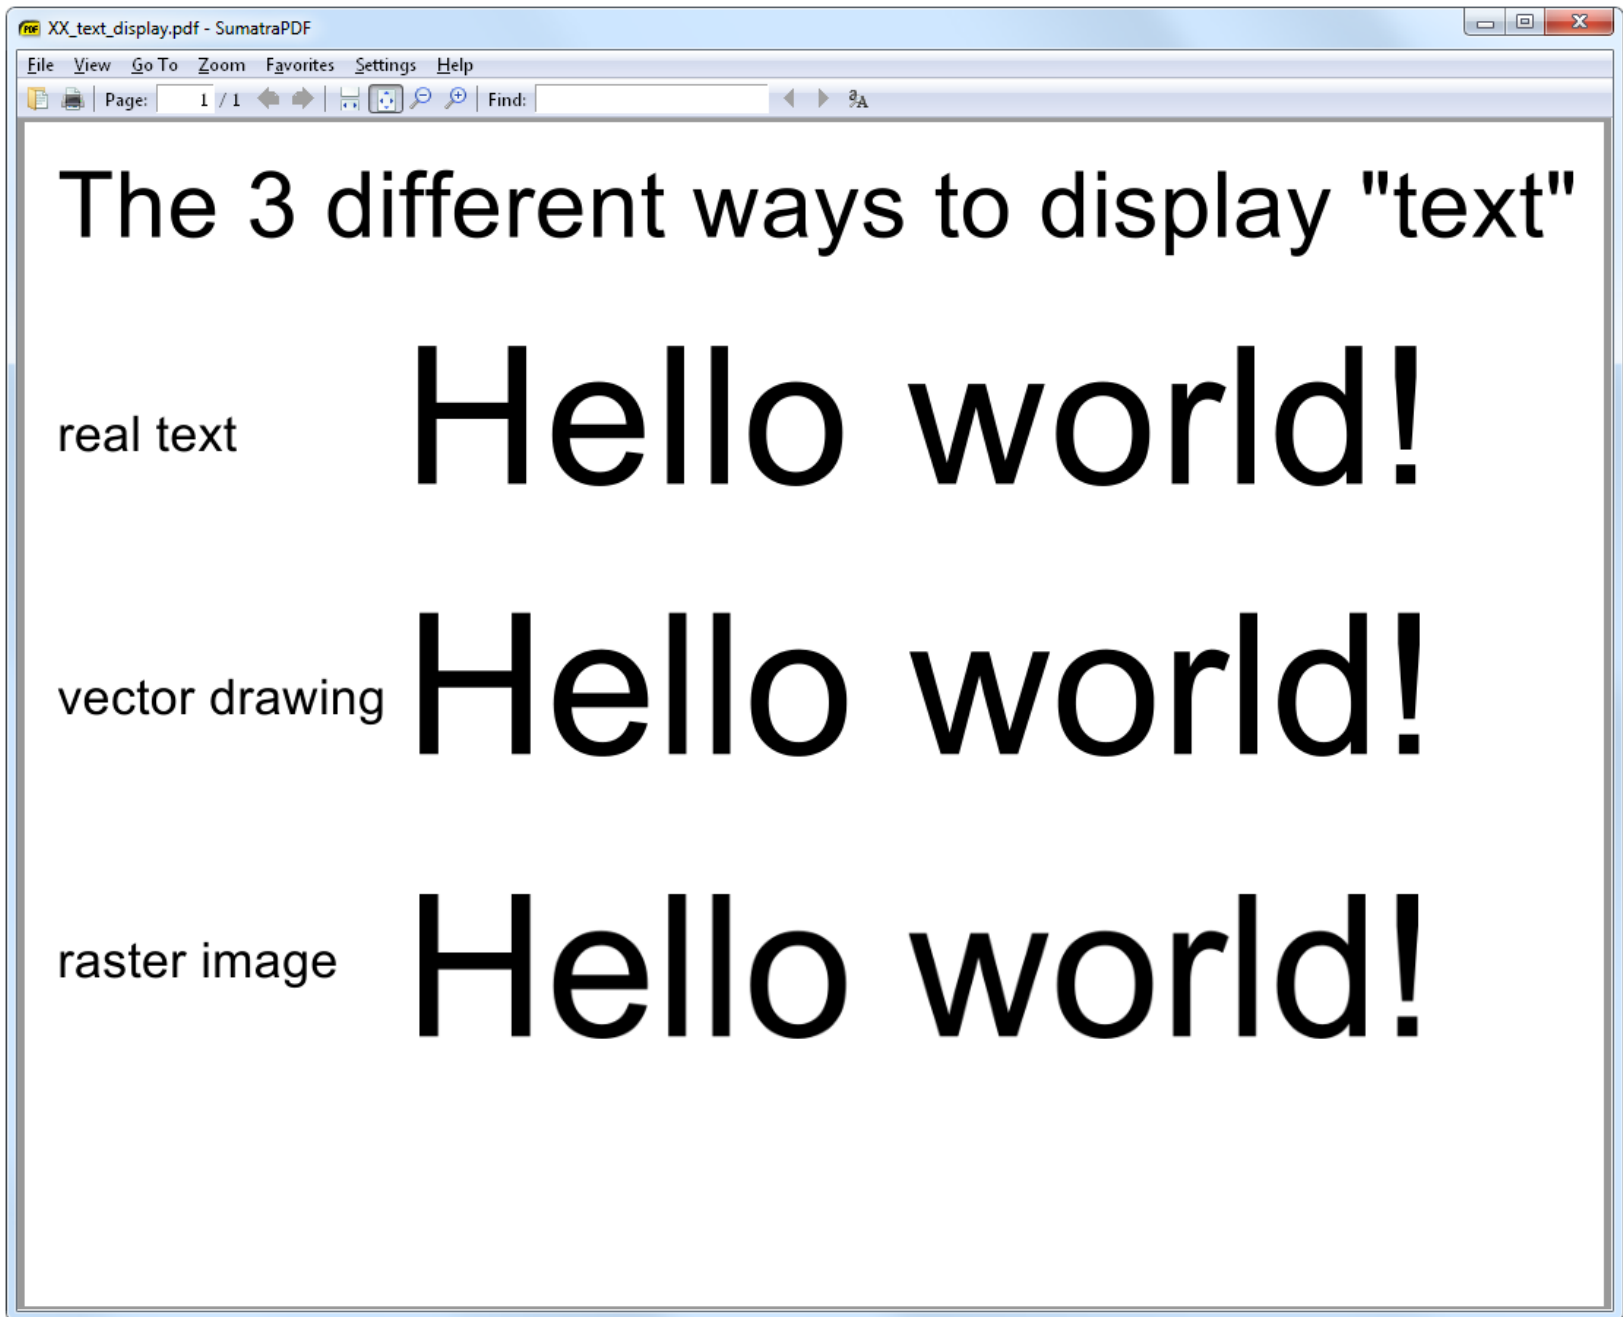 XX_text_display.pdf - SumatraPDF
File View Go To Zoom Favorites Settings Help
Page: 1 / 1 Find:
The 3 different ways to display "text"
real text Hello world!
vector drawing Hello world!
raster image Hello world!